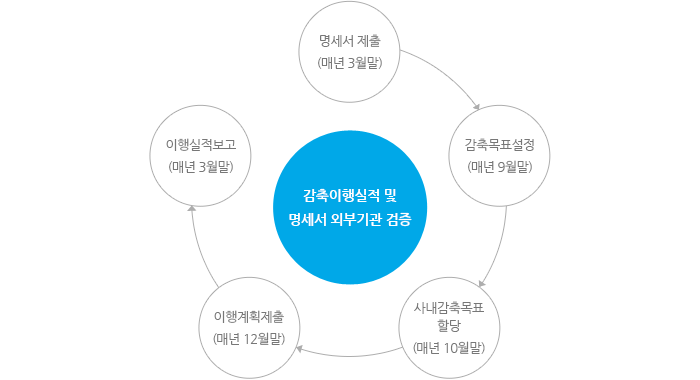 명세서 제출
(매년 3월말)
감축목표설정
(매년 9월말)
사내감축목표
할당
(매년 10월말)
이행계획제출
(매년 12월말)
이행실적보고
(매년 3월말)
감축이행실적 및
명세서 외부기관 검증